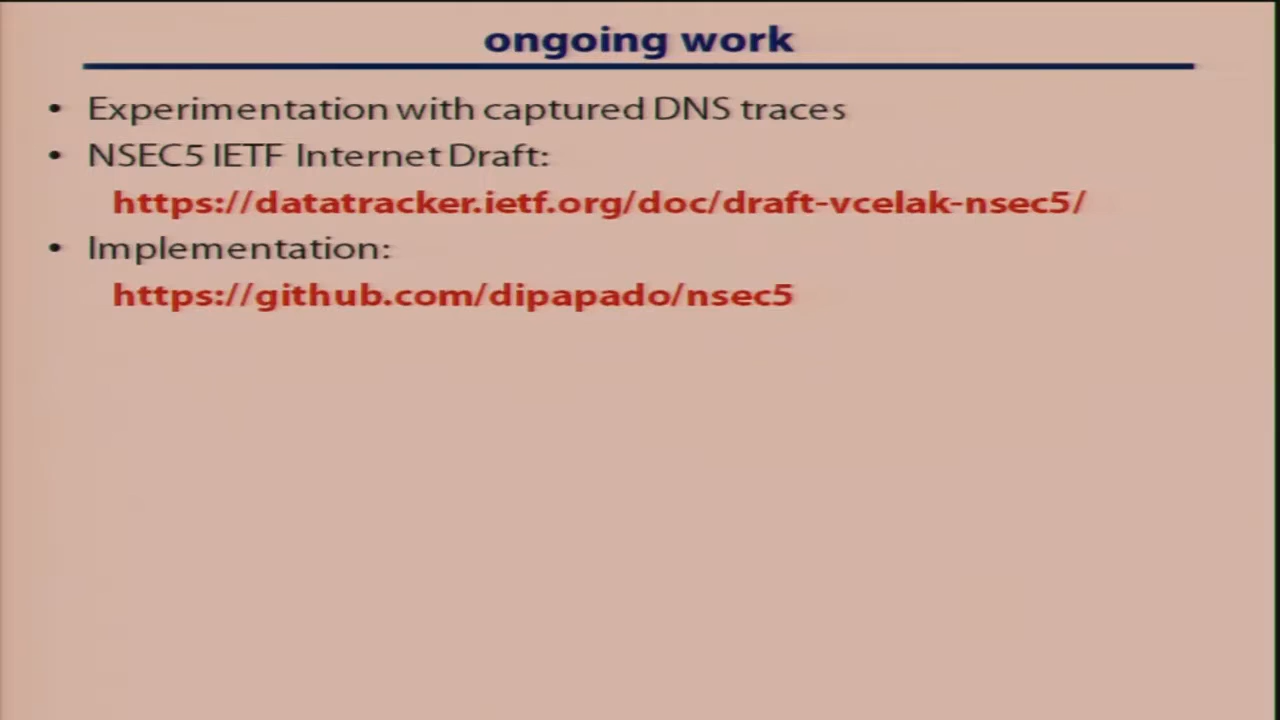 ongoing work
• Experimentation with captured DNS traces
• NSEC5 IETF Internet Draft:
https://datatracker.ietf.org/doc/draft-vcelak-nsec5/
• Implementation:
https://github.com/dipapado/nsec5